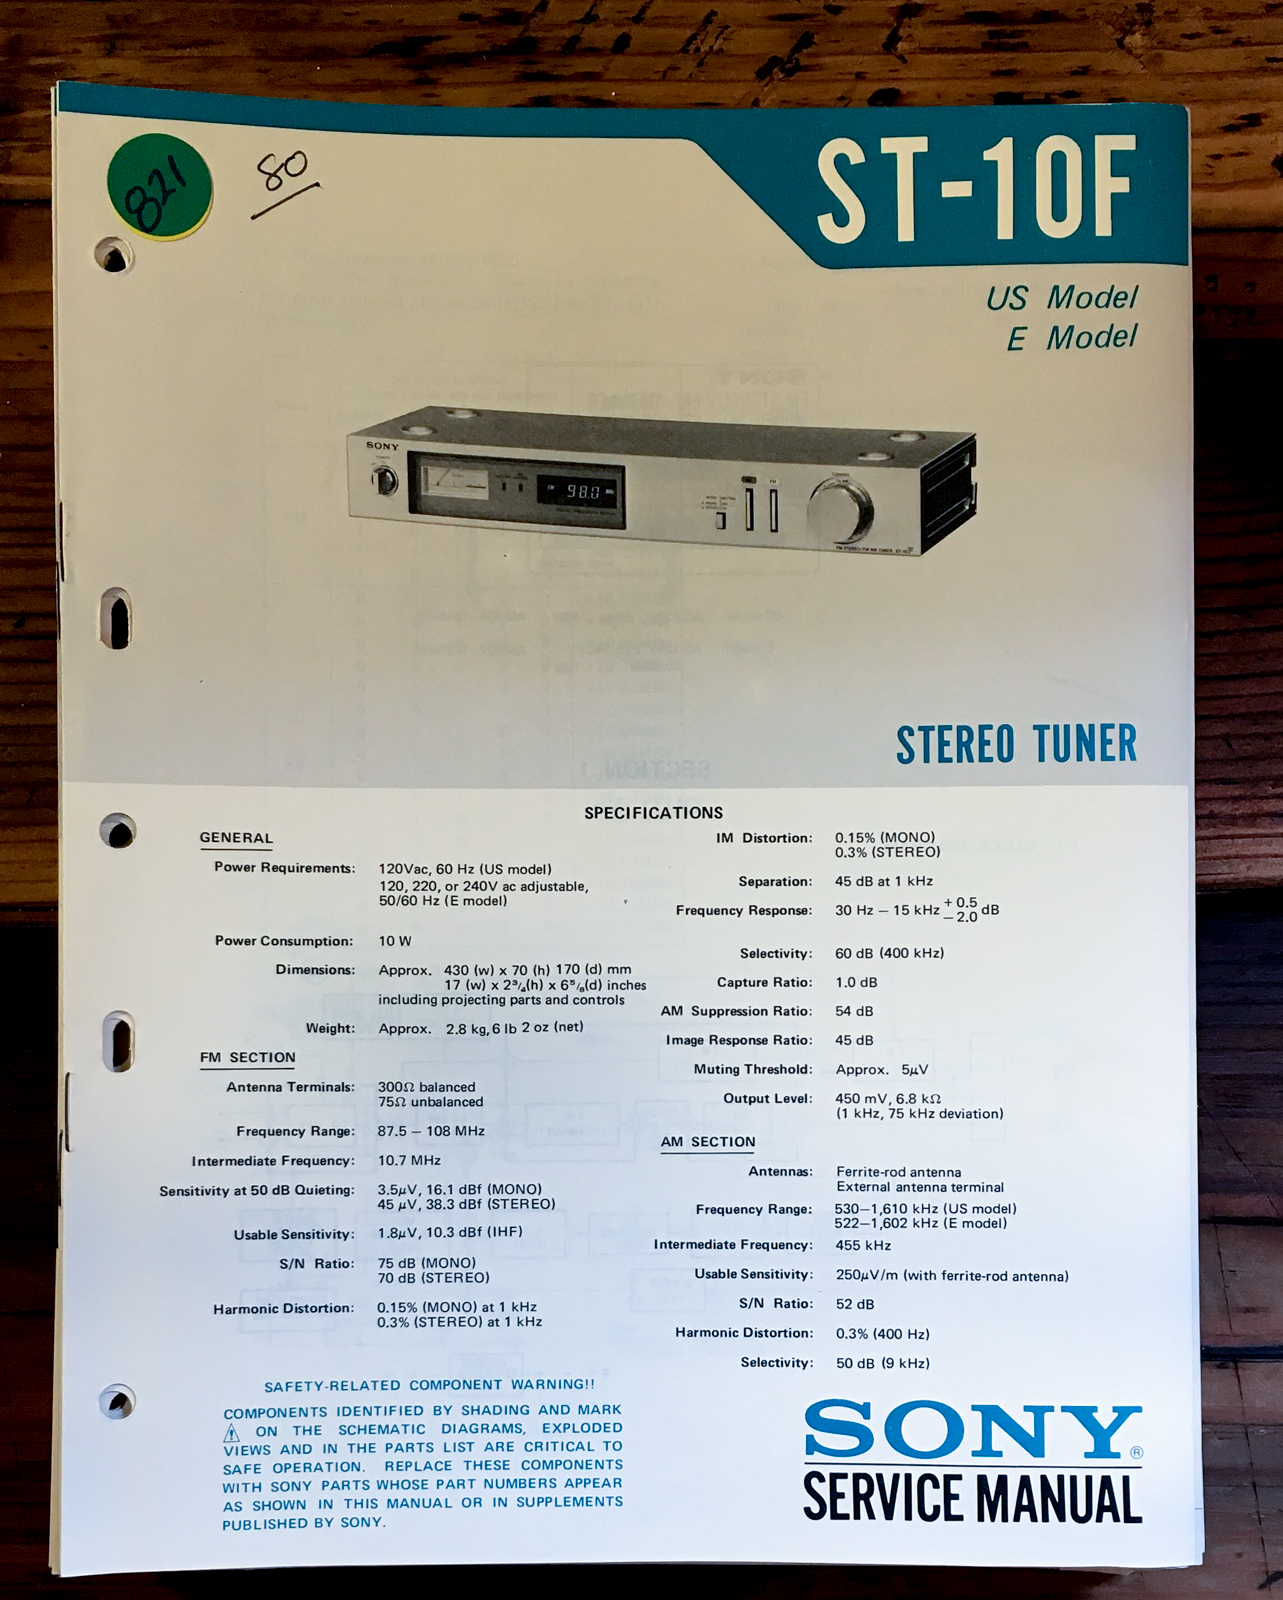 821
80
ST-10F
US Model
E Model
SONY
98.0
STEREO TUNER
SPECIFICATIONS
GENERAL
Power Requirements: 120Vac, 60 Hz (US model)
120, 220, or 240V ac adjustable,
50/60 Hz (E model)
Power Consumption: 10 W
Dimensions: Approx. 430 (w) x 70 (h) 170 (d) mm
17 (w) x 2³/₄(h) x 6⁵/₈(d) inches
including projecting parts and controls
Weight: Approx. 2.8 kg, 6 lb 2 oz (net)
FM SECTION
Antenna Terminals: 300Ω balanced
75Ω unbalanced
Frequency Range: 87.5 – 108 MHz
Intermediate Frequency: 10.7 MHz
Sensitivity at 50 dB Quieting: 3.5μV, 16.1 dBf (MONO)
45 μV, 38.3 dBf (STEREO)
Usable Sensitivity: 1.8μV, 10.3 dBf (IHF)
S/N Ratio: 75 dB (MONO)
70 dB (STEREO)
Harmonic Distortion: 0.15% (MONO) at 1 kHz
0.3% (STEREO) at 1 kHz
IM Distortion: 0.15% (MONO)
0.3% (STEREO)
Separation: 45 dB at 1 kHz
Frequency Response: 30 Hz – 15 kHz + 0.5 – 2.0 dB
Selectivity: 60 dB (400 kHz)
Capture Ratio: 1.0 dB
AM Suppression Ratio: 54 dB
Image Response Ratio: 45 dB
Muting Threshold: Approx. 5μV
Output Level: 450 mV, 6.8 kΩ
(1 kHz, 75 kHz deviation)
AM SECTION
Antennas: Ferrite-rod antenna
External antenna terminal
Frequency Range: 530–1,610 kHz (US model)
522–1,602 kHz (E model)
Intermediate Frequency: 455 kHz
Usable Sensitivity: 250μV/m (with ferrite-rod antenna)
S/N Ratio: 52 dB
Harmonic Distortion: 0.3% (400 Hz)
Selectivity: 50 dB (9 kHz)
SAFETY-RELATED COMPONENT WARNING!!
COMPONENTS IDENTIFIED BY SHADING AND MARK
⚠ ON THE SCHEMATIC DIAGRAMS, EXPLODED
VIEWS AND IN THE PARTS LIST ARE CRITICAL TO
SAFE OPERATION. REPLACE THESE COMPONENTS
WITH SONY PARTS WHOSE PART NUMBERS APPEAR
AS SHOWN IN THIS MANUAL OR IN SUPPLEMENTS
PUBLISHED BY SONY.
SONY®
SERVICE MANUAL